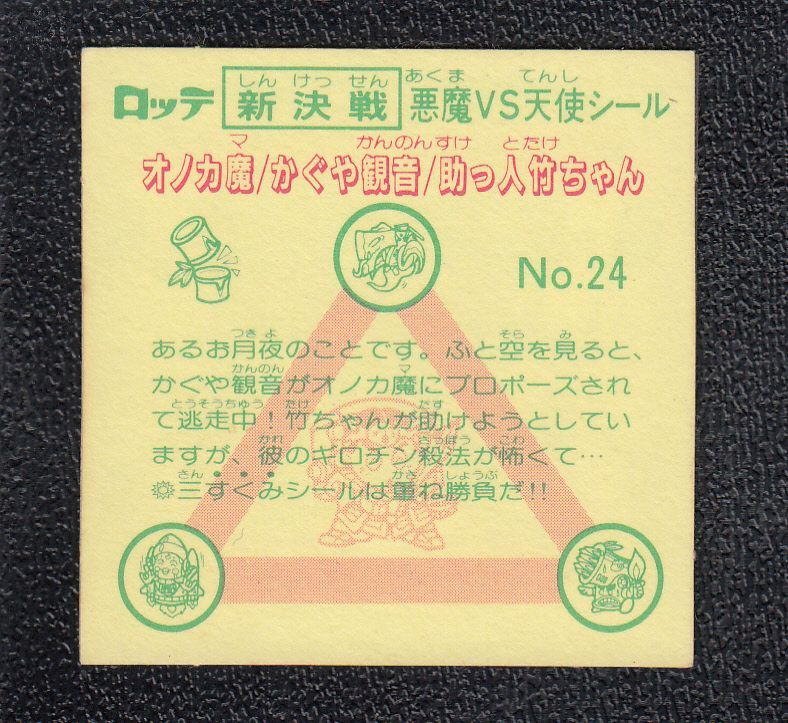 ロッテ 新決戦 悪魔VS天使シール
しん けっ せん あくま てんし
オノカ魔/かぐや観音/助っ人竹ちゃん
マ かんのんすけ とたけ
No.24
あるお月夜のことです。ふと空を見ると、
つきよ そら み
かぐや観音がオノカ魔にプロポーズされ
かんのん マ
て逃走中!竹ちゃんが助けようとしてい
とうそうちゅう たけ たす
ますが、彼のギロチン殺法が怖くて…
かれ さっぽう こわ
三すくみシールは重ね勝負だ!!
さん かさ しょうぶ